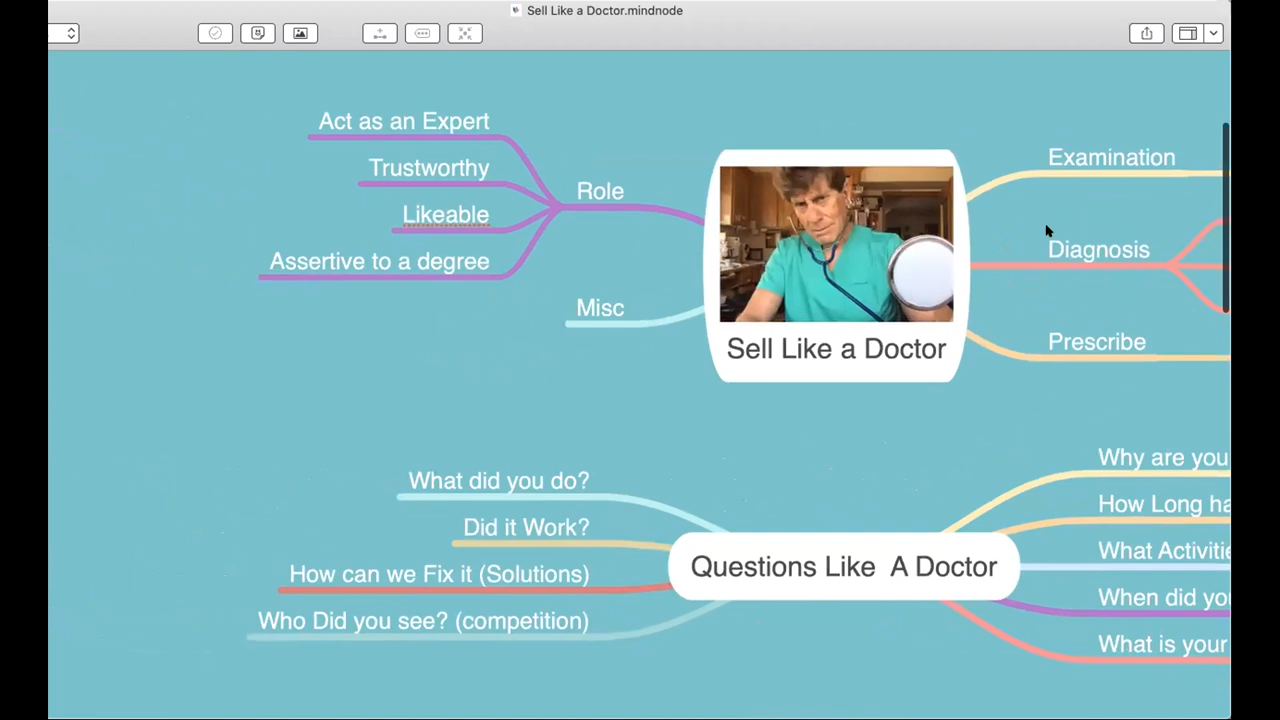 Sell Like a Doctor.mindnode
Act as an Expert
Trustworthy
Likeable
Assertive to a degree
Role
Misc
Sell Like a Doctor
Examination
Diagnosis
Prescribe
What did you do?
Did it Work?
How can we Fix it (Solutions)
Who Did you see? (competition)
Questions Like A Doctor
Why are you
How Long ha
What Activitie
When did you
What is your